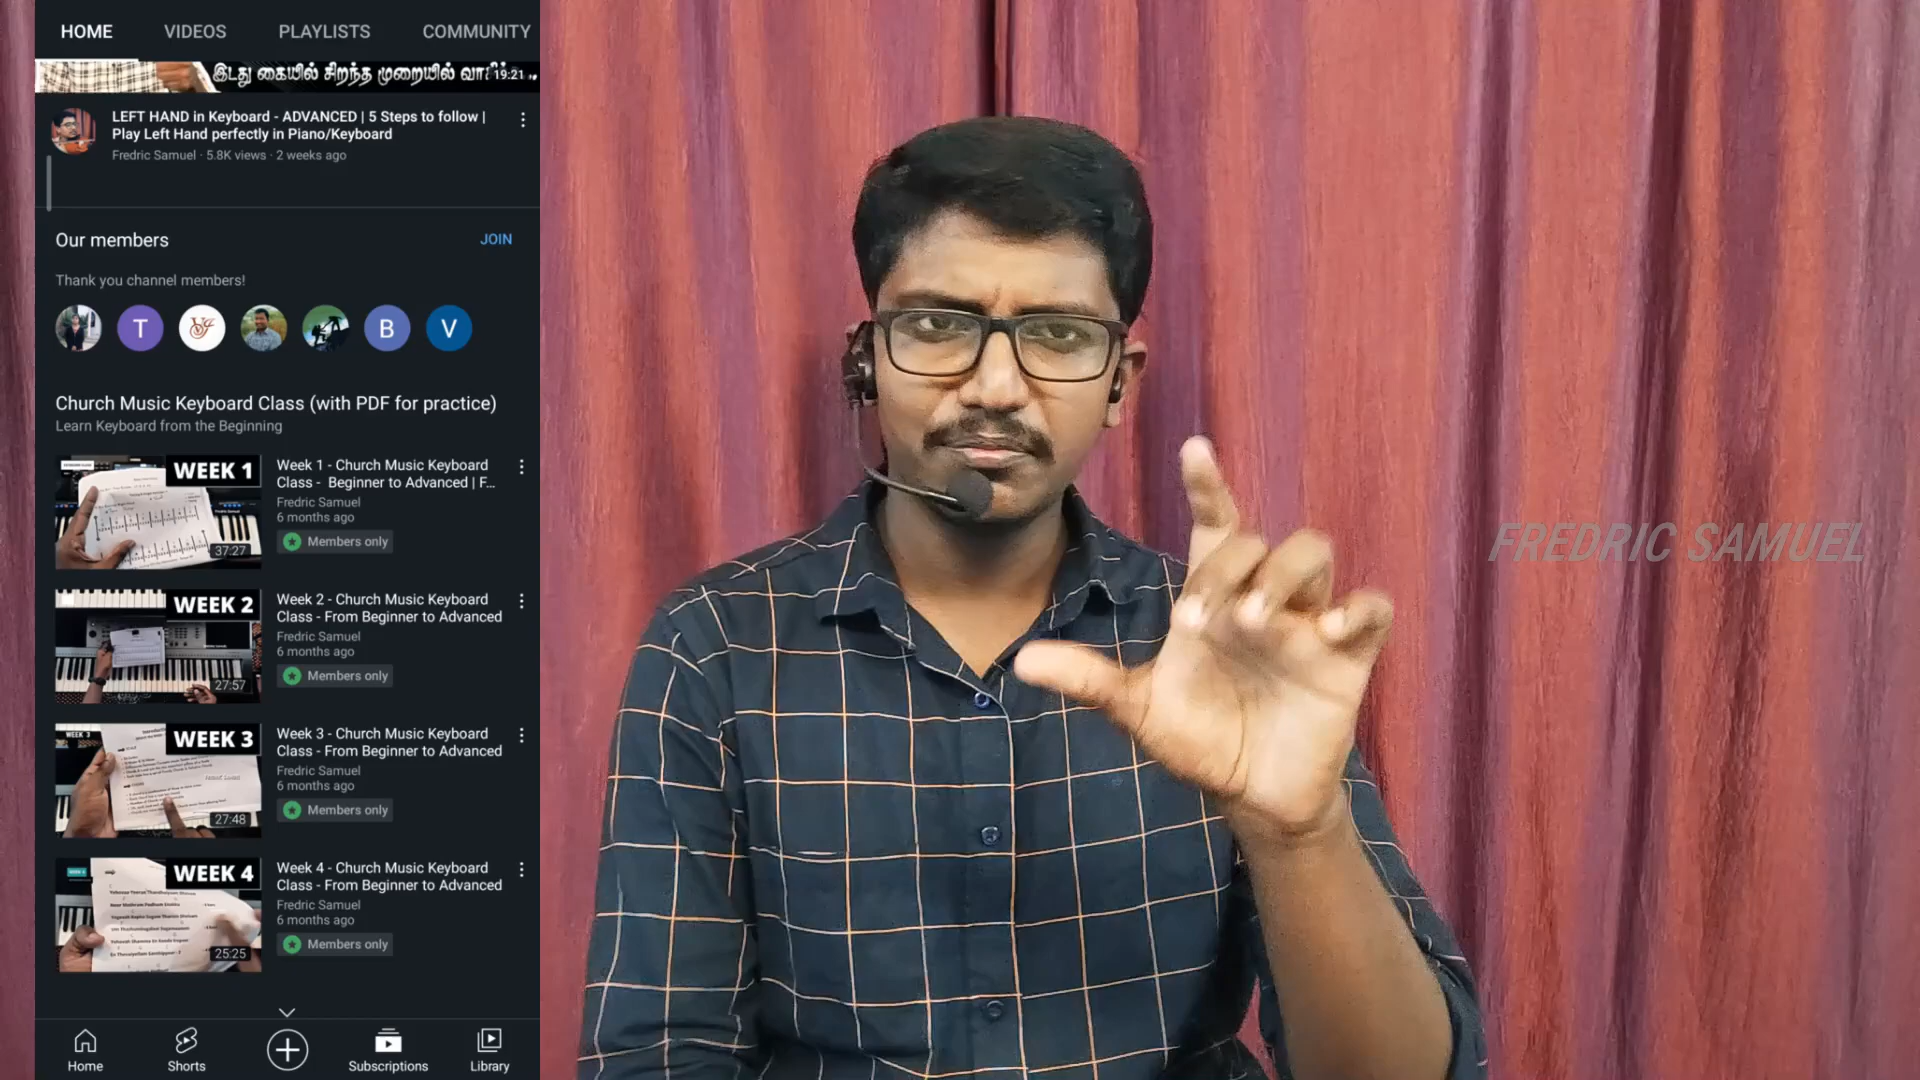 HOME VIDEOS PLAYLISTS COMMUNITY
இடது கையில் சிறந்த முறையில்
19:21
LEFT HAND in Keyboard - ADVANCED | 5 Steps to follow |
Play Left Hand perfectly in Piano/Keyboard
Fredric Samuel · 5.8K views · 2 weeks ago
Our members JOIN
Thank you channel members!
T B V
Church Music Keyboard Class (with PDF for practice)
Learn Keyboard from the Beginning
WEEK 1
37:27
Week 1 - Church Music Keyboard
Class - Beginner to Advanced | F...
Fredric Samuel
6 months ago
Members only
WEEK 2
27:57
Week 2 - Church Music Keyboard
Class - From Beginner to Advanced
Fredric Samuel
6 months ago
Members only
WEEK 3
WEEK 3
27:48
Week 3 - Church Music Keyboard
Class - From Beginner to Advanced
Fredric Samuel
6 months ago
Members only
WEEK 4
25:25
Week 4 - Church Music Keyboard
Class - From Beginner to Advanced
Fredric Samuel
6 months ago
Members only
Home Shorts Subscriptions Library
FREDRIC SAMUEL